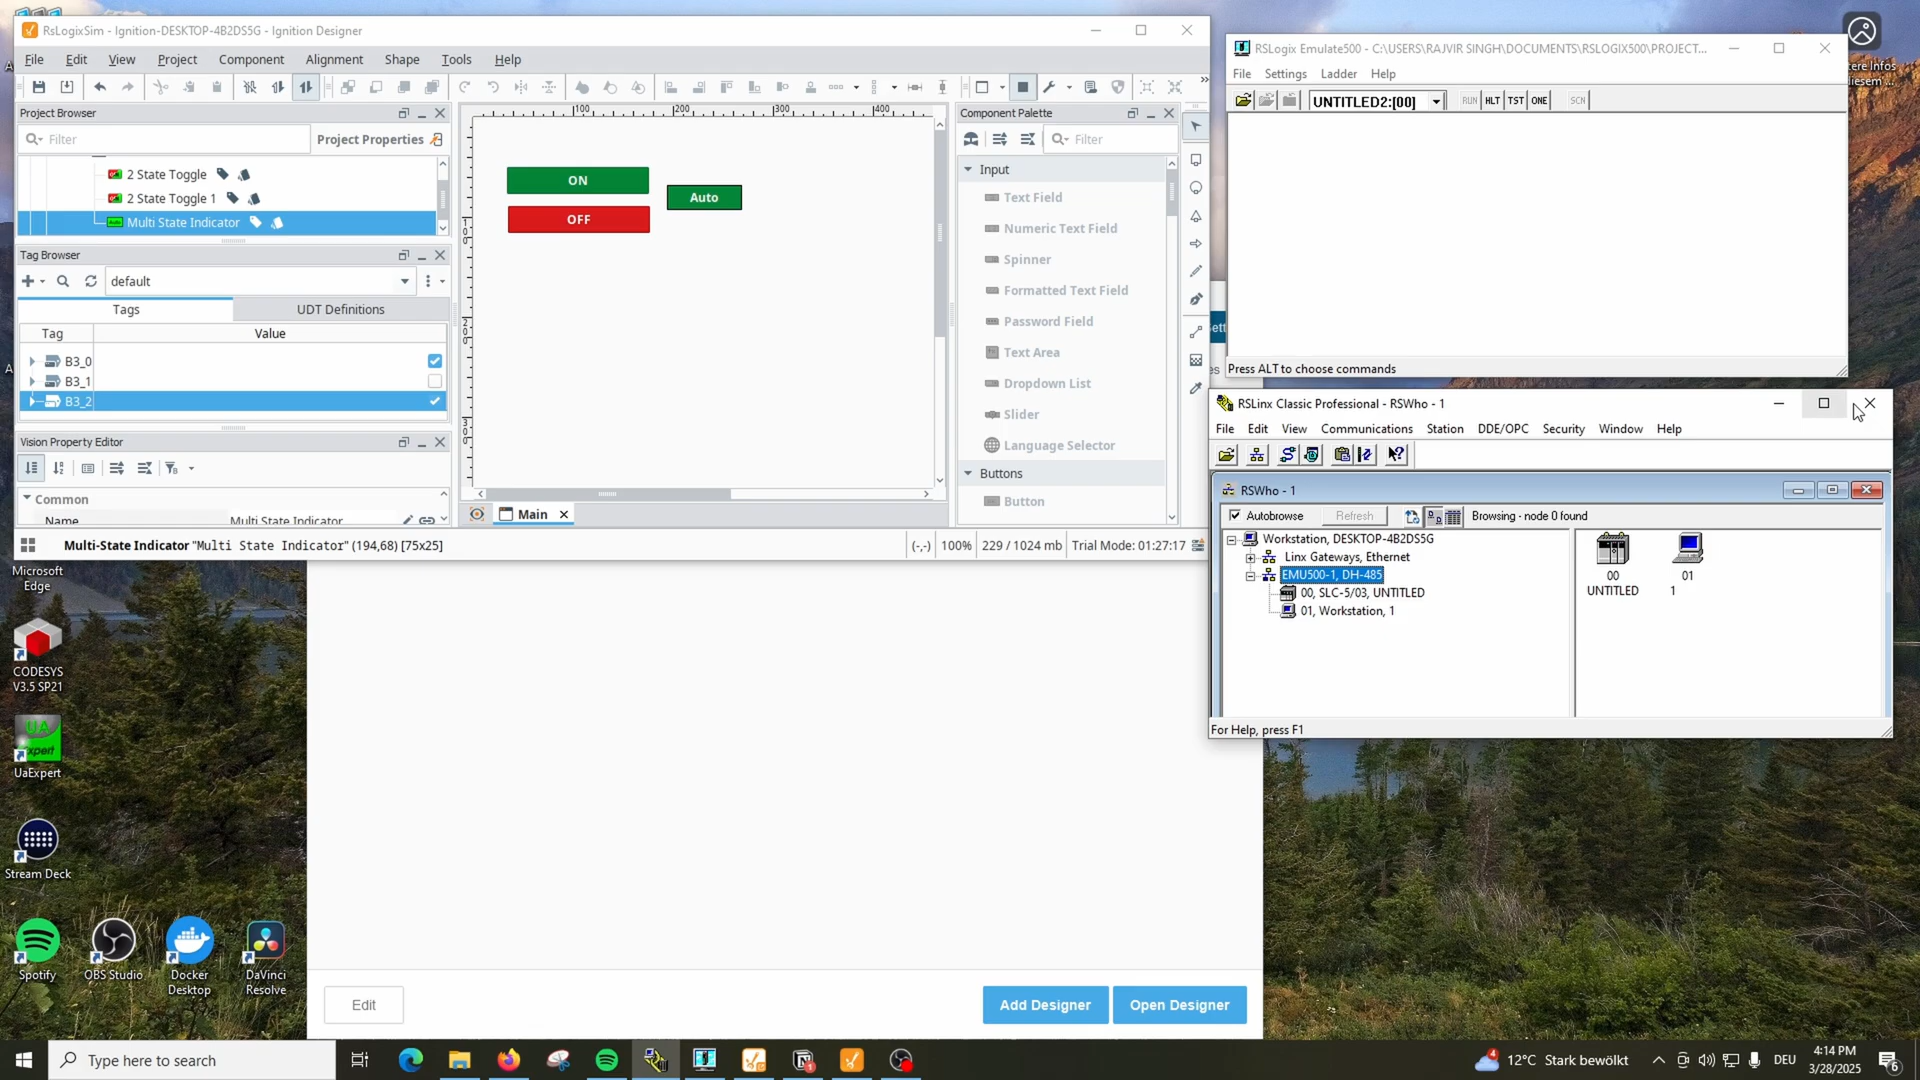 RsLogixSim - Ignition-DESKTOP-4B2DS5G - Ignition Designer
File Edit View Project Component Alignment Shape Tools Help
Project Browser
Filter
Project Properties
2 State Toggle
2 State Toggle 1
Multi State Indicator
Tag Browser
default
Tags UDT Definitions
Tag Value
B3_0
B3_1
B3_2
Vision Property Editor
Common
Name Multi State Indicator
100 200 300 400
ON
OFF
Auto
Main
Component Palette
Filter
Input
Text Field
Numeric Text Field
Spinner
Formatted Text Field
Password Field
Text Area
Dropdown List
Slider
Language Selector
Buttons
Button
Multi-State Indicator "Multi State Indicator" (194,68) [75x25]
(-,-) 100% 229 / 1024 mb Trial Mode: 01:27:17
RSLogix Emulate500 - C:\USERS\RAJVIR SINGH\DOCUMENTS\RSLOGIX500\PROJECT...
File Settings Ladder Help
UNTITLED2:[00]
RUN HLT TST ONE SCN
Press ALT to choose commands
RSLinx Classic Professional - RSWho - 1
File Edit View Communications Station DDE/OPC Security Window Help
RSWho - 1
Autobrowse Refresh Browsing - node 0 found
Workstation, DESKTOP-4B2DS5G
Linx Gateways, Ethernet
EMU500-1, DH-485
00, SLC-5/03, UNTITLED
01, Workstation, 1
00
UNTITLED
01
1
For Help, press F1
Microsoft
Edge
CODESYS
V3.5 SP21
UA
expert
UaExpert
Stream Deck
Spotify
OBS Studio
Docker
Desktop
DaVinci
Resolve
Edit
Add Designer
Open Designer
Type here to search
4
12°C Stark bewölkt
DEU
4:14 PM
3/28/2025
6